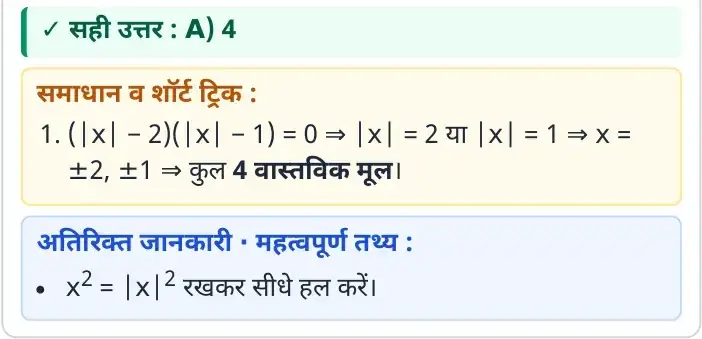 ✓ सही उत्तर : A) 4
समाधान व शॉर्ट ट्रिक :
1. (|x| − 2)(|x| − 1) = 0 ⇒ |x| = 2 या |x| = 1 ⇒ x =
±2, ±1 ⇒ कुल 4 वास्तविक मूल।
अतिरिक्त जानकारी · महत्वपूर्ण तथ्य :
• x² = |x|² रखकर सीधे हल करें।